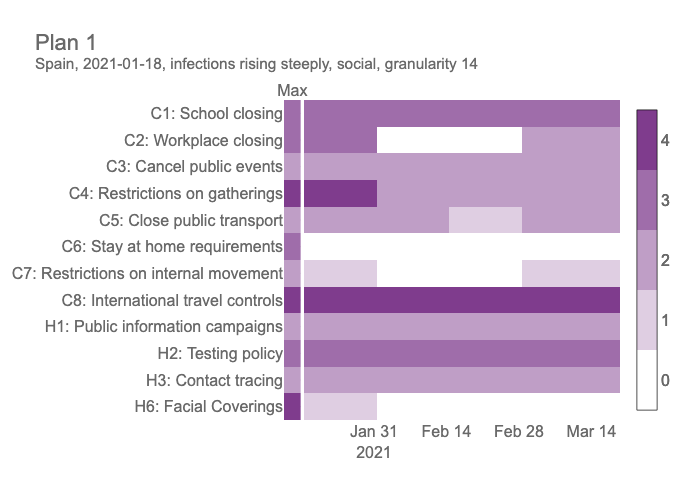 Plan 1
Spain, 2021-01-18, infections rising steeply, social, granularity 14
Max
C1: School closing
C2: Workplace closing
C3: Cancel public events
C4: Restrictions on gatherings
C5: Close public transport
C6: Stay at home requirements
C7: Restrictions on internal movement
C8: International travel controls
H1: Public information campaigns
H2: Testing policy
H3: Contact tracing
H6: Facial Coverings
Jan 31 Feb 14 Feb 28 Mar 14
2021
4
3
2
1
0